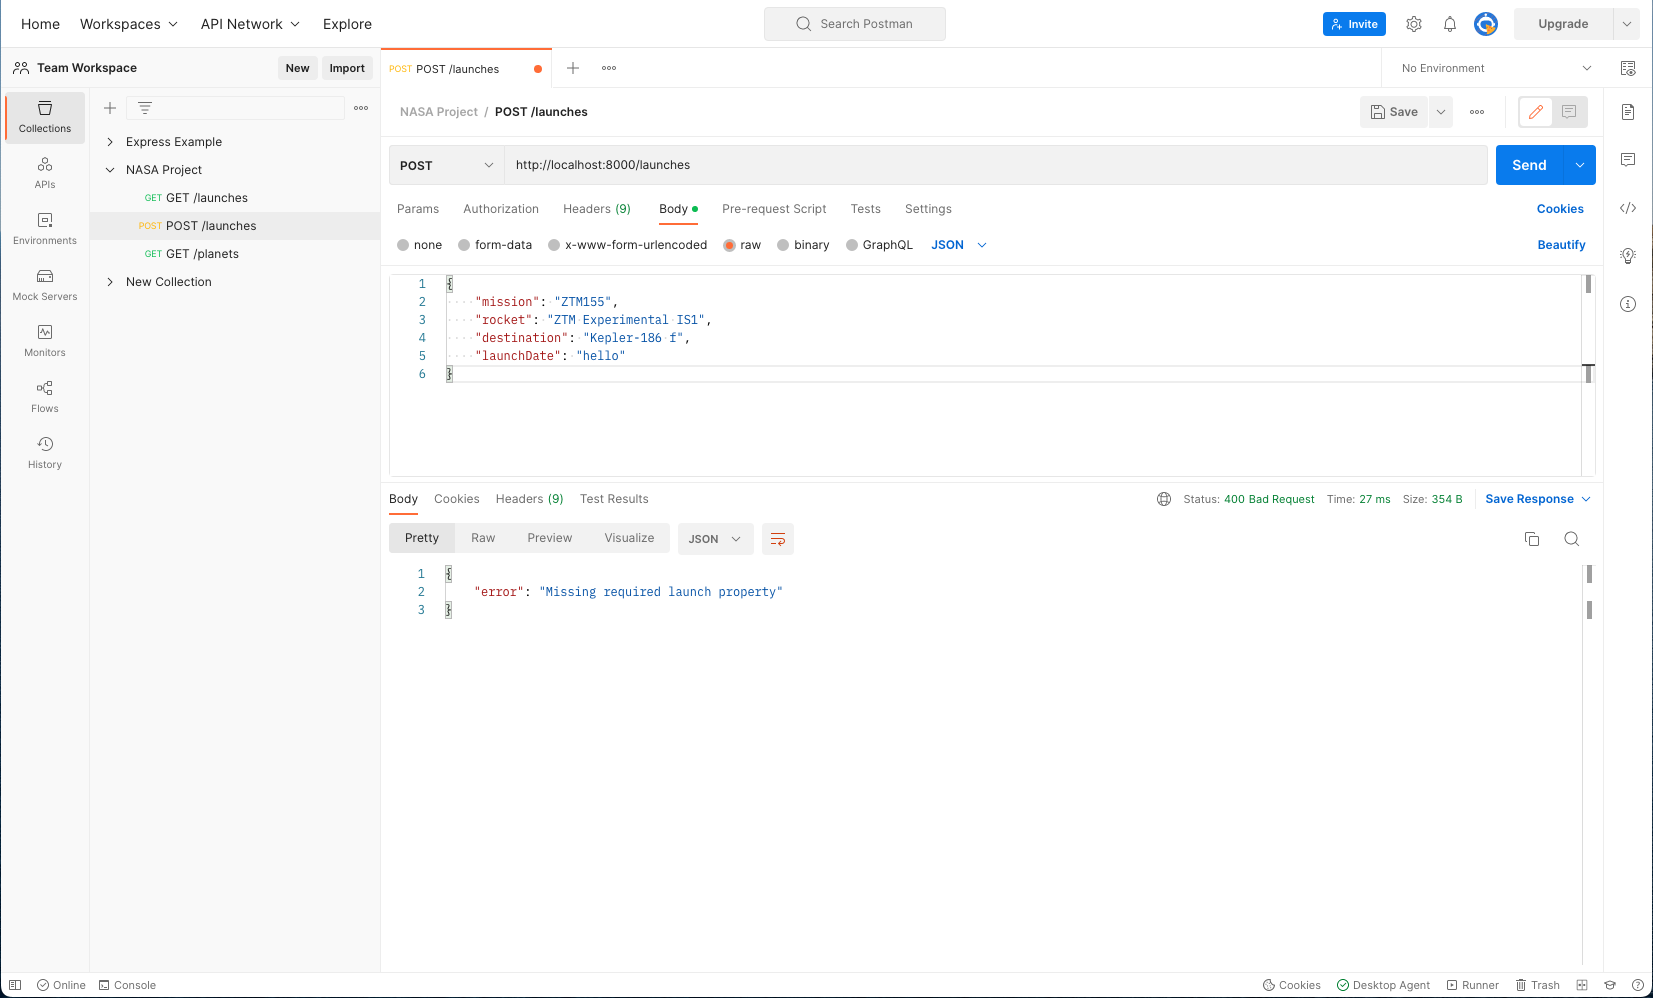 Home Workspaces API Network Explore Search Postman Invite Upgrade
Team Workspace New Import
POST POST /launches
No Environment
NASA Project / POST /launches Save
Collections
APIs
Environments
Mock Servers
Monitors
Flows
History
Express Example
NASA Project
GET GET /launches
POST POST /launches
GET GET /planets
New Collection
POST http://localhost:8000/launches Send
Params Authorization Headers (9) Body Pre-request Script Tests Settings Cookies
none form-data x-www-form-urlencoded raw binary GraphQL JSON Beautify
1 {
2 "mission": "ZTM155",
3 "rocket": "ZTM Experimental IS1",
4 "destination": "Kepler-186 f",
5 "launchDate": "hello"
6 }
Body Cookies Headers (9) Test Results Status: 400 Bad Request Time: 27 ms Size: 354 B Save Response
Pretty Raw Preview Visualize JSON
1 {
2 "error": "Missing required launch property"
3 }
Online Console Cookies Desktop Agent Runner Trash